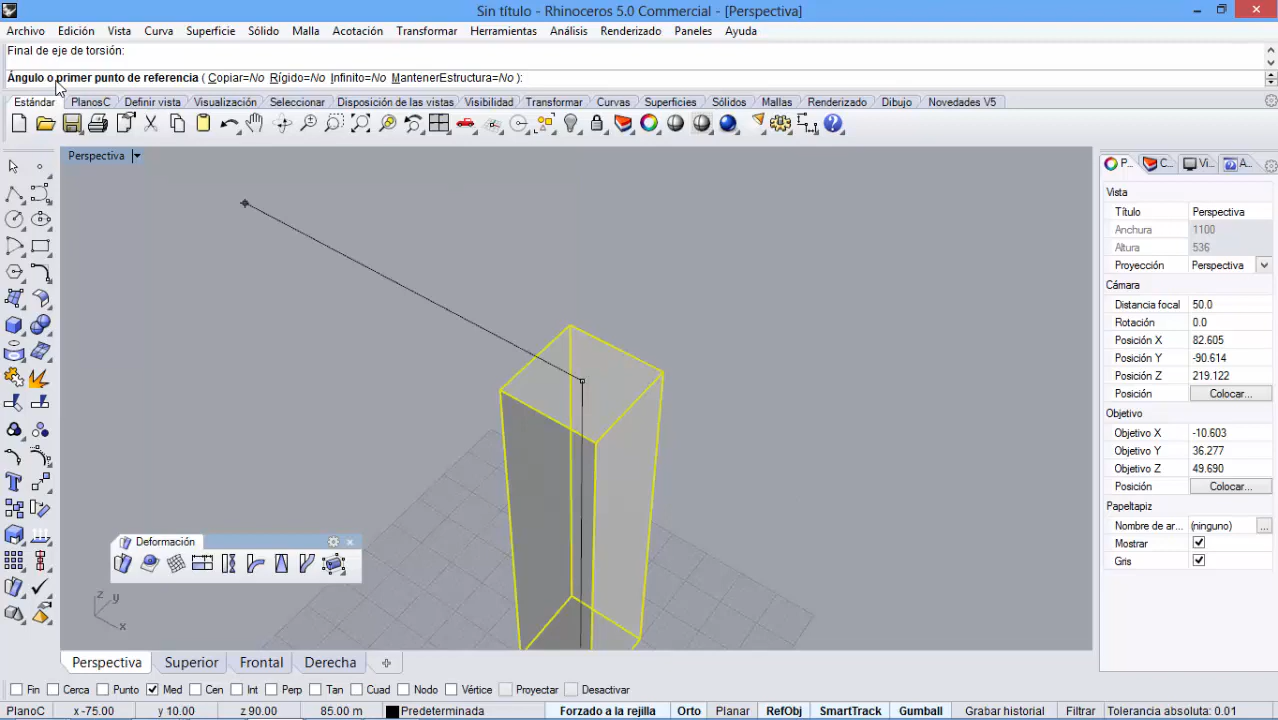 Sin título - Rhinoceros 5.0 Commercial - [Perspectiva]
Archivo Edición Vista Curva Superficie Sólido Malla Acotación Transformar Herramientas Análisis Renderizado Paneles Ayuda
Final de eje de torsión:
Ángulo o primer punto de referencia ( Copiar=No Rígido=No Infinito=No MantenerEstructura=No ):
Estándar PlanosC Definir vista Visualización Seleccionar Disposición de las vistas Visibilidad Transformar Curvas Superficies Sólidos Mallas Renderizado Dibujo Novedades V5
Perspectiva
P... C... Vi... A...
Vista
Título Perspectiva
Anchura 1100
Altura 536
Proyección Perspectiva
Cámara
Distancia focal 50.0
Rotación 0.0
Posición X 82.605
Posición Y -90.614
Posición Z 219.122
Posición Colocar...
Objetivo
Objetivo X -10.603
Objetivo Y 36.277
Objetivo Z 49.690
Posición Colocar...
Papeltapiz
Nombre de ar... (ninguno) ...
Mostrar
Gris
Deformación
z y
x
Perspectiva Superior Frontal Derecha
Fin Cerca Punto Med Cen Int Perp Tan Cuad Nodo Vértice Proyectar Desactivar
PlanoC x -75.00 y 10.00 z 90.00 85.00 m Predeterminada Forzado a la rejilla Orto Planar RefObj SmartTrack Gumball Grabar historial Filtrar Tolerancia absoluta: 0.01